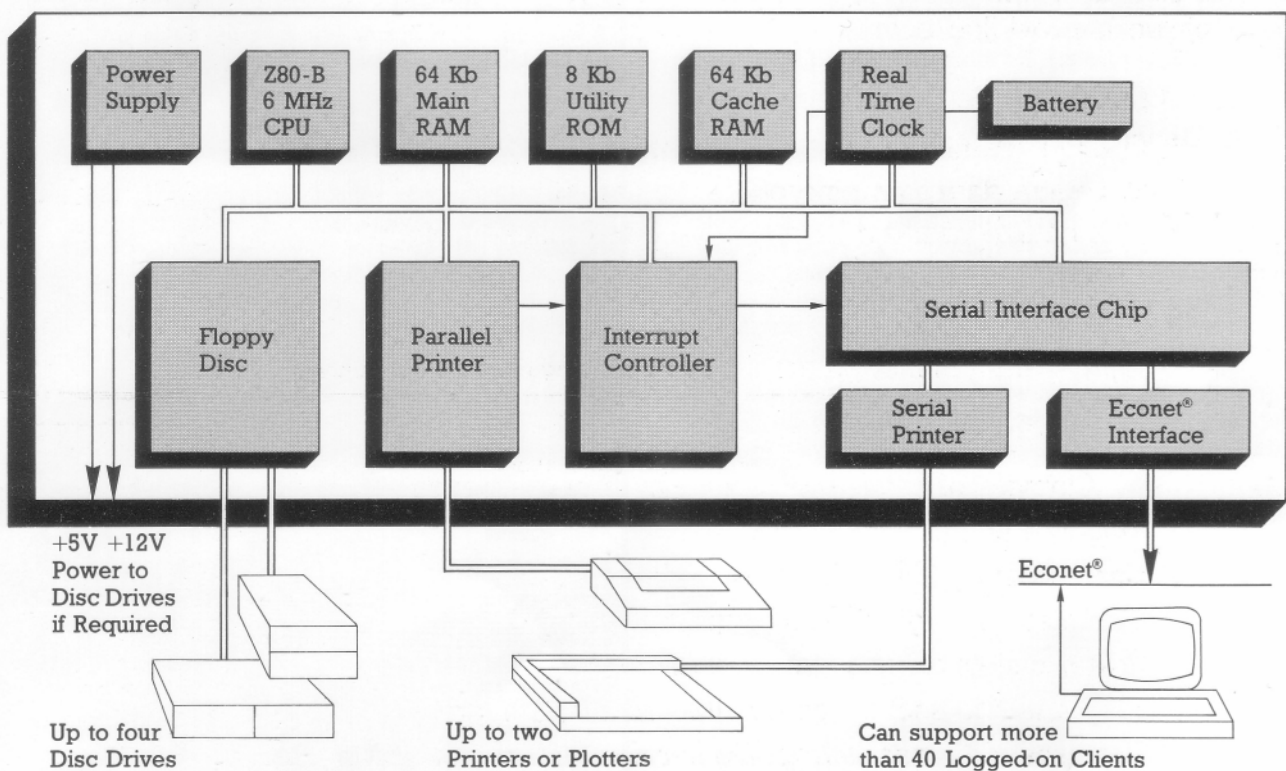 Power
Supply
Z80-B
6 MHz
CPU
64 Kb
Main
RAM
8 Kb
Utility
ROM
64 Kb
Cache
RAM
Real
Time
Clock
Battery
Floppy
Disc
Parallel
Printer
Interrupt
Controller
Serial Interface Chip
Serial
Printer
Econet®
Interface
+5V +12V
Power to
Disc Drives
if Required
Econet®
Up to four
Disc Drives
Up to two
Printers or Plotters
Can support more
than 40 Logged-on Clients